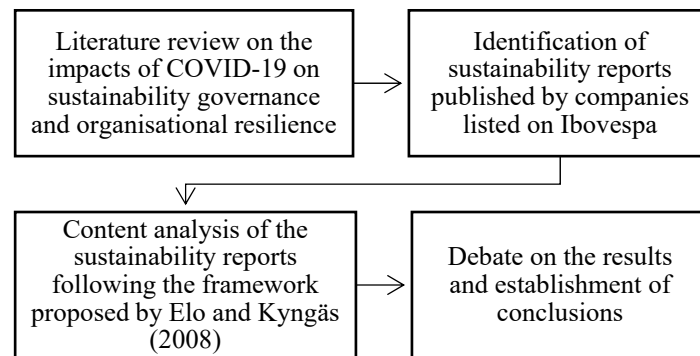 Literature review on the
impacts of COVID-19 on
sustainability governance
and organisational resilience
Identification of
sustainability reports
published by companies
listed on Ibovespa
Content analysis of the
sustainability reports
following the framework
proposed by Elo and Kyngäs
(2008)
Debate on the results
and establishment of
conclusions